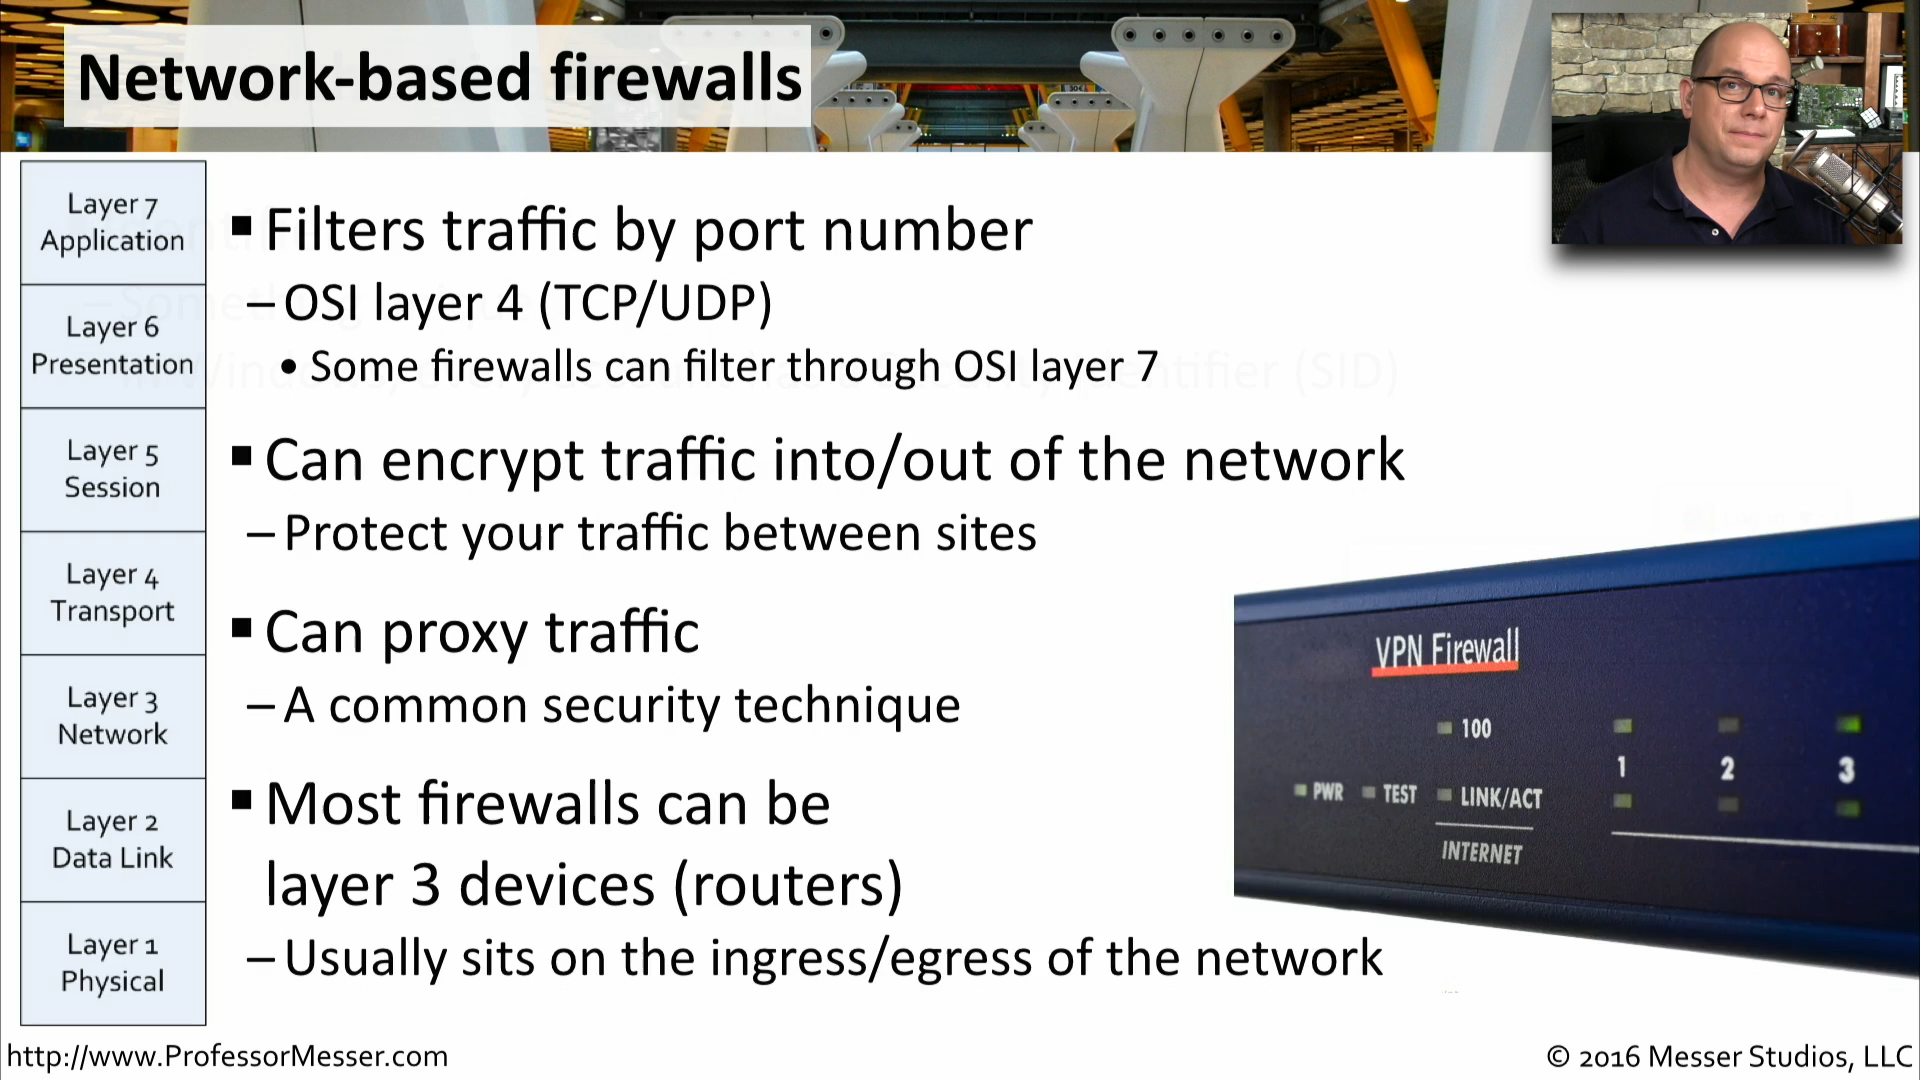 Network-based firewalls
Layer 7
Application
Layer 6
Presentation
Layer 5
Session
Layer 4
Transport
Layer 3
Network
Layer 2
Data Link
Layer 1
Physical
▪ Filters traffic by port number
– OSI layer 4 (TCP/UDP)
• Some firewalls can filter through OSI layer 7
▪ Can encrypt traffic into/out of the network
– Protect your traffic between sites
▪ Can proxy traffic
– A common security technique
▪ Most firewalls can be
layer 3 devices (routers)
– Usually sits on the ingress/egress of the network
VPN Firewall
100
1 2 3
PWR TEST LINK/ACT
INTERNET
http://www.ProfessorMesser.com
© 2016 Messer Studios, LLC